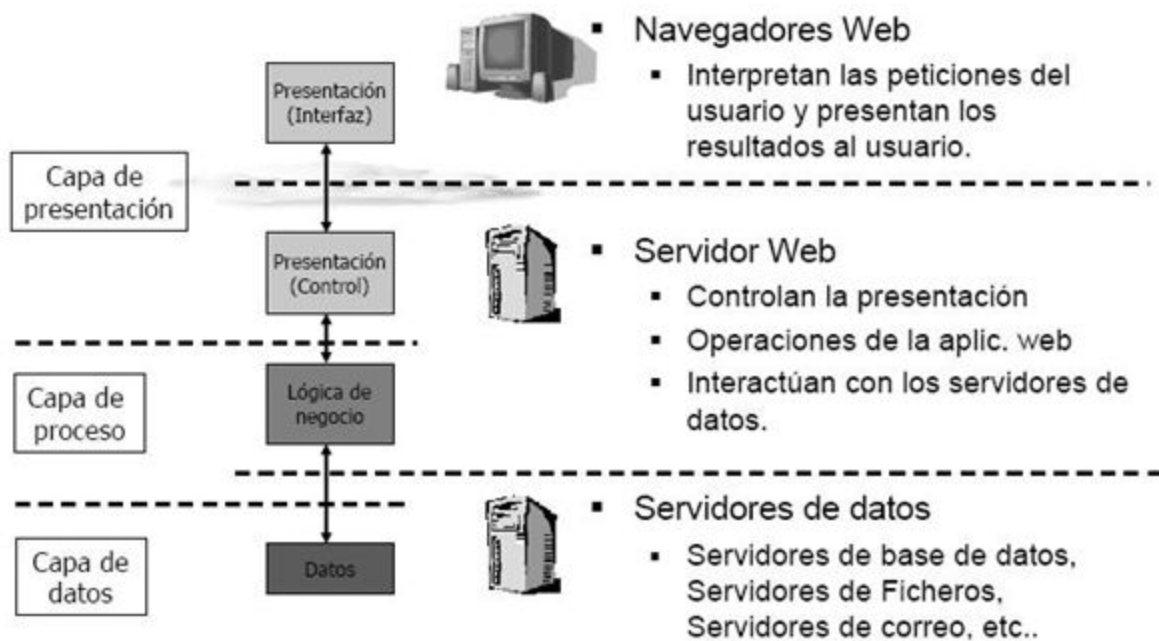 Capa de
presentación
Capa de
proceso
Capa de
datos
Presentación
(Interfaz)
Presentación
(Control)
Lógica de
negocio
Datos
▪ Navegadores Web
▪ Interpretan las peticiones del
usuario y presentan los
resultados al usuario.
▪ Servidor Web
▪ Controlan la presentación
▪ Operaciones de la aplic. web
▪ Interactúan con los servidores de
datos.
▪ Servidores de datos
▪ Servidores de base de datos,
Servidores de Ficheros,
Servidores de correo, etc..